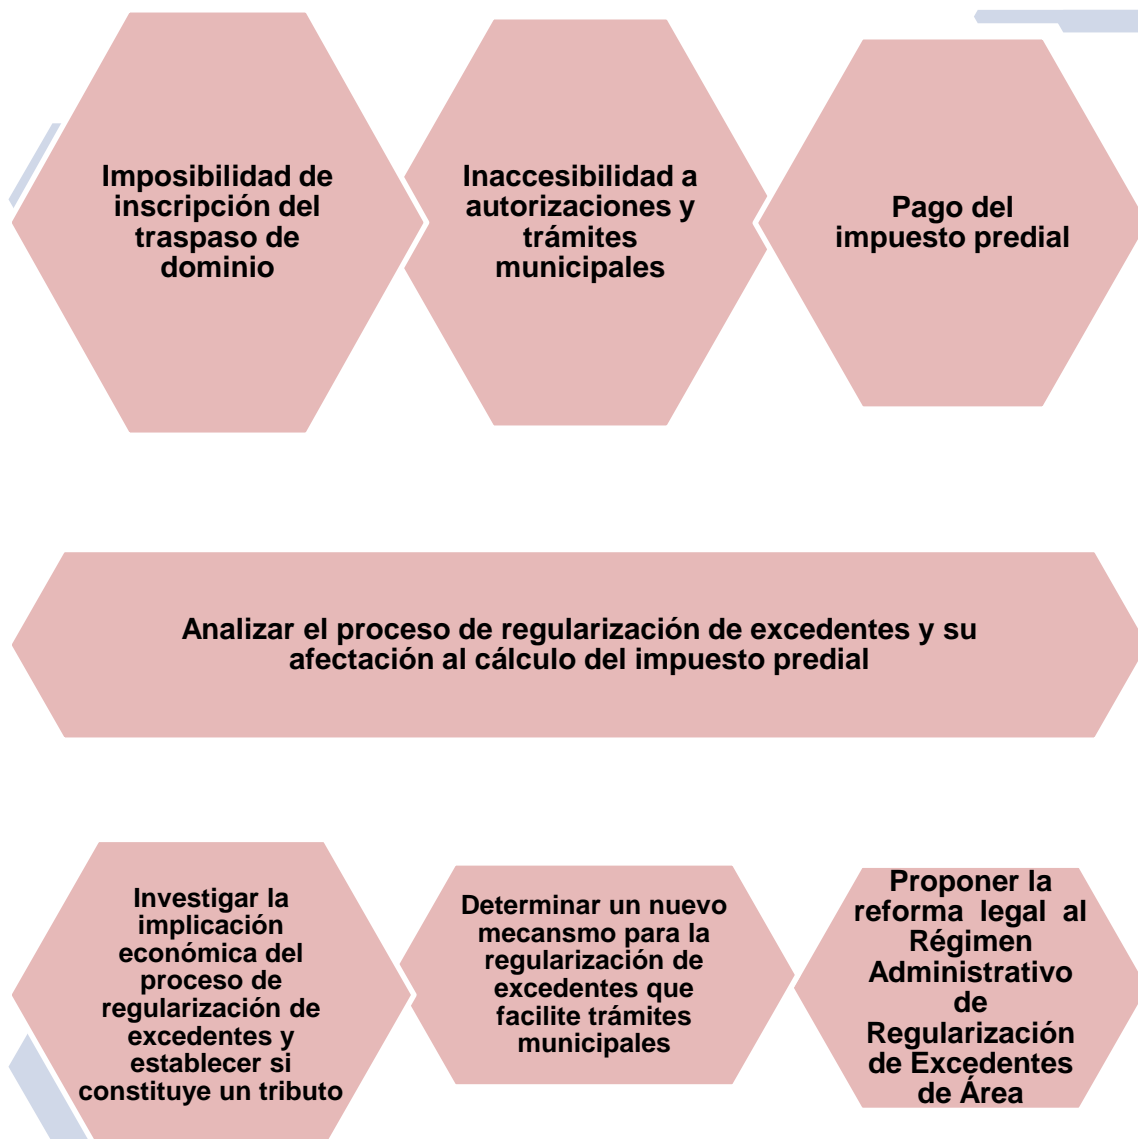 Imposibilidad de
inscripción del
traspaso de
dominio
Inaccesibilidad a
autorizaciones y
trámites
municipales
Pago del
impuesto predial
Analizar el proceso de regularización de excedentes y su
afectación al cálculo del impuesto predial
Investigar la
implicación
económica del
proceso de
regularización de
excedentes y
establecer si
constituye un tributo
Determinar un nuevo
mecansmo para la
regularización de
excedentes que
facilite trámites
municipales
Proponer la
reforma legal al
Régimen
Administrativo
de
Regularización
de Excedentes
de Área